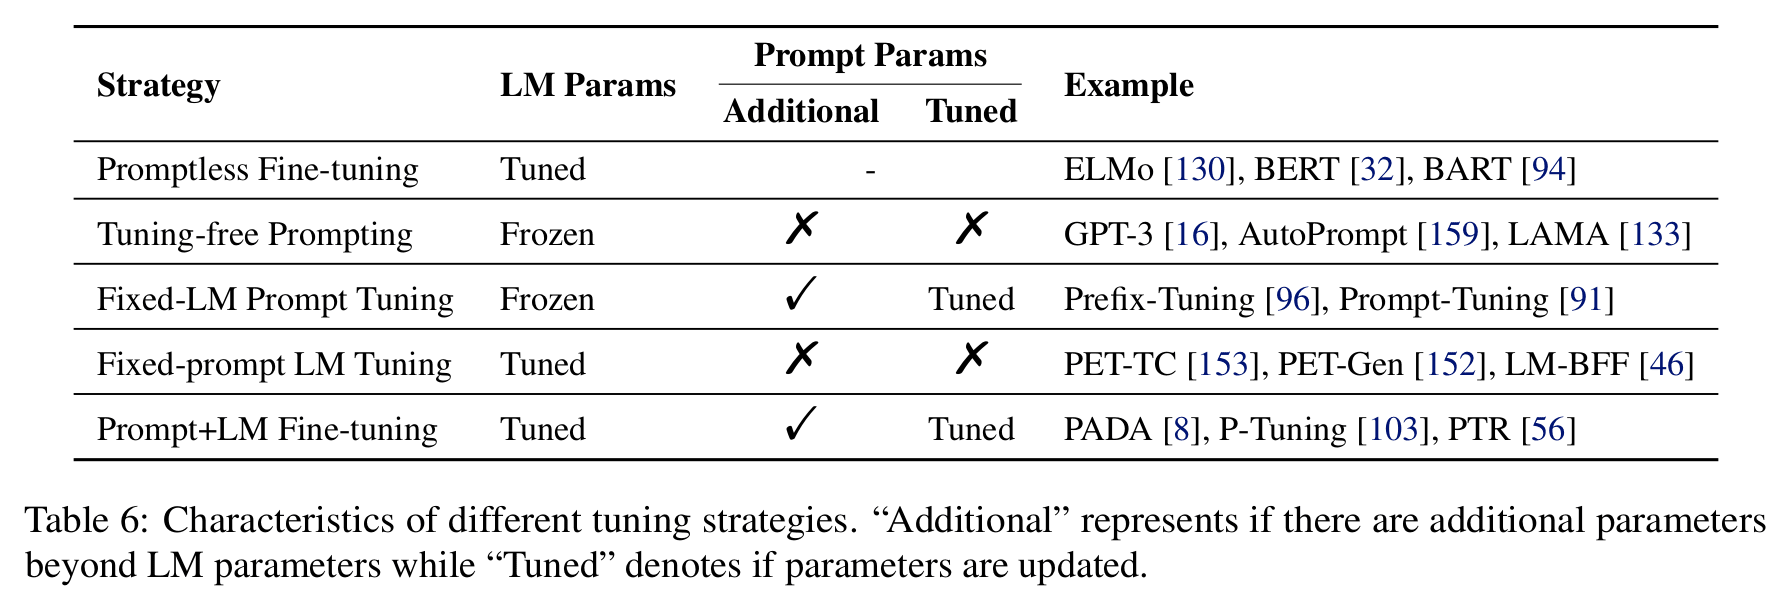 Strategy LM Params Prompt Params Example
Additional Tuned
Promptless Fine-tuning Tuned - ELMo [130], BERT [32], BART [94]
Tuning-free Prompting Frozen ✗ ✗ GPT-3 [16], AutoPrompt [159], LAMA [133]
Fixed-LM Prompt Tuning Frozen ✓ Tuned Prefix-Tuning [96], Prompt-Tuning [91]
Fixed-prompt LM Tuning Tuned ✗ ✗ PET-TC [153], PET-Gen [152], LM-BFF [46]
Prompt+LM Fine-tuning Tuned ✓ Tuned PADA [8], P-Tuning [103], PTR [56]
Table 6: Characteristics of different tuning strategies. “Additional” represents if there are additional parameters
beyond LM parameters while “Tuned” denotes if parameters are updated.